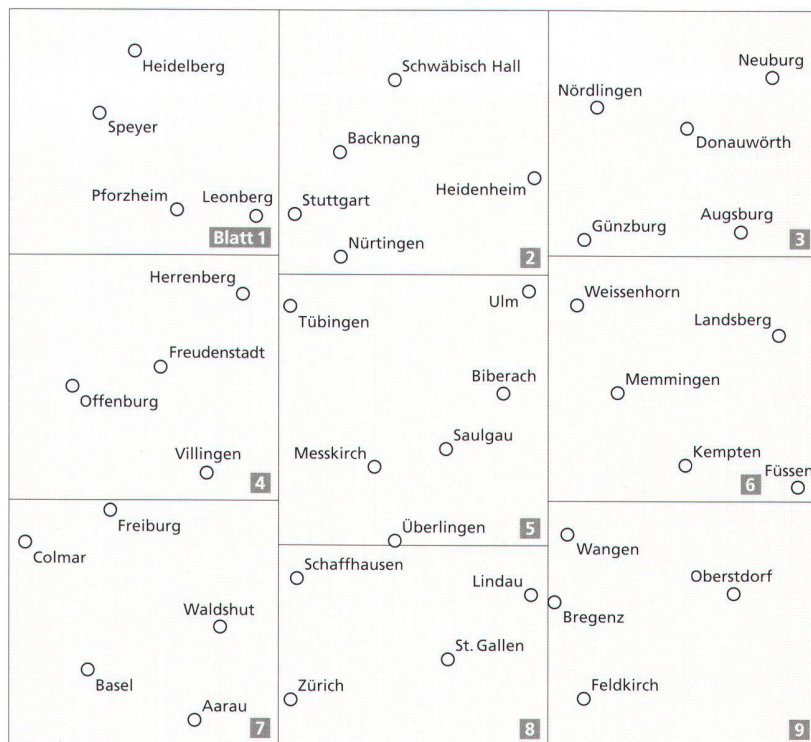 Heidelberg
Speyer
Pforzheim
Leonberg
Blatt 1
Schwäbisch Hall
Backnang
Heidenheim
Stuttgart
Nürtingen
2
Neuburg
Nördlingen
Donauwörth
Augsburg
Günzburg
3
Herrenberg
Freudenstadt
Offenburg
Villingen
4
Ulm
Tübingen
Biberach
Saulgau
Messkirch
Überlingen
5
Weissenhorn
Landsberg
Memmingen
Kempten
Füssen
6
Freiburg
Colmar
Waldshut
Basel
Aarau
7
Schaffhausen
Lindau
St. Gallen
Zürich
8
Wangen
Oberstdorf
Bregenz
Feldkirch
9